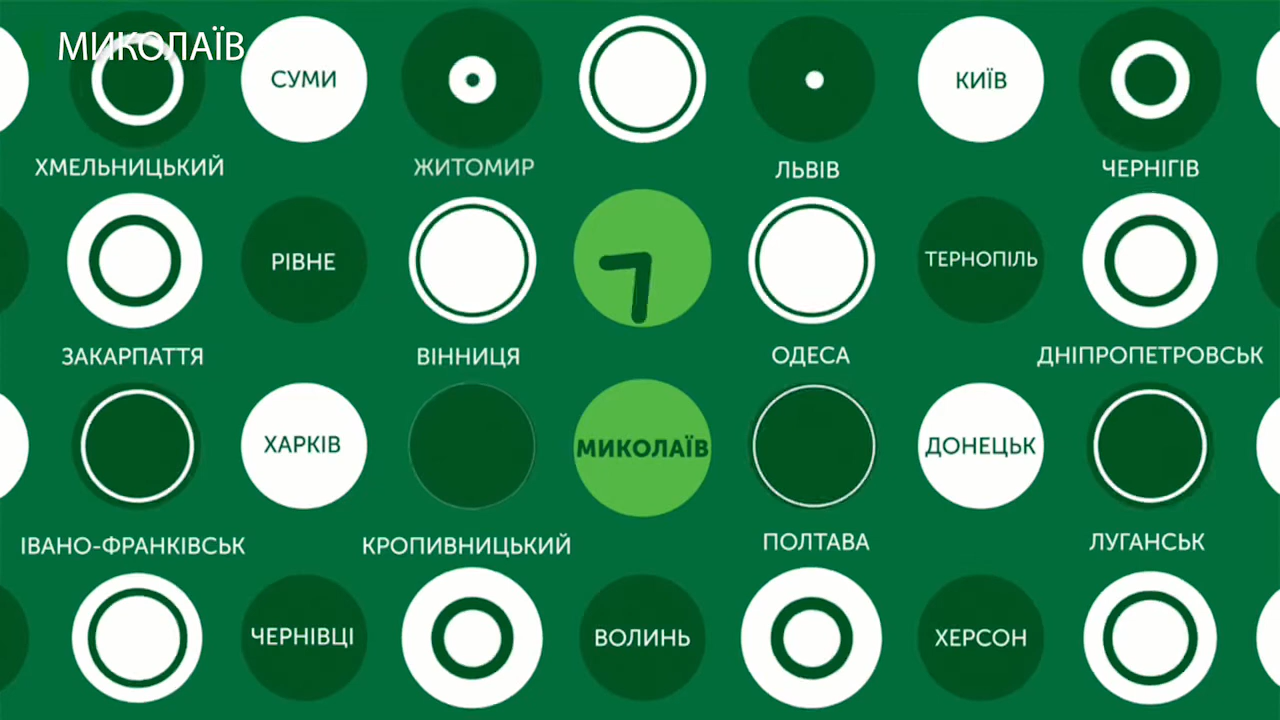 МИКОЛАЇВ
СУМИ
КИЇВ
ХМЕЛЬНИЦЬКИЙ
ЖИТОМИР
ЛЬВІВ
ЧЕРНІГІВ
РІВНЕ
ТЕРНОПІЛЬ
ЗАКАРПАТТЯ
ВІННИЦЯ
ОДЕСА
ДНІПРОПЕТРОВСЬК
ХАРКІВ
МИКОЛАЇВ
ДОНЕЦЬК
ІВАНО-ФРАНКІВСЬК
КРОПИВНИЦЬКИЙ
ПОЛТАВА
ЛУГАНСЬК
ЧЕРНІВЦІ
ВОЛИНЬ
ХЕРСОН